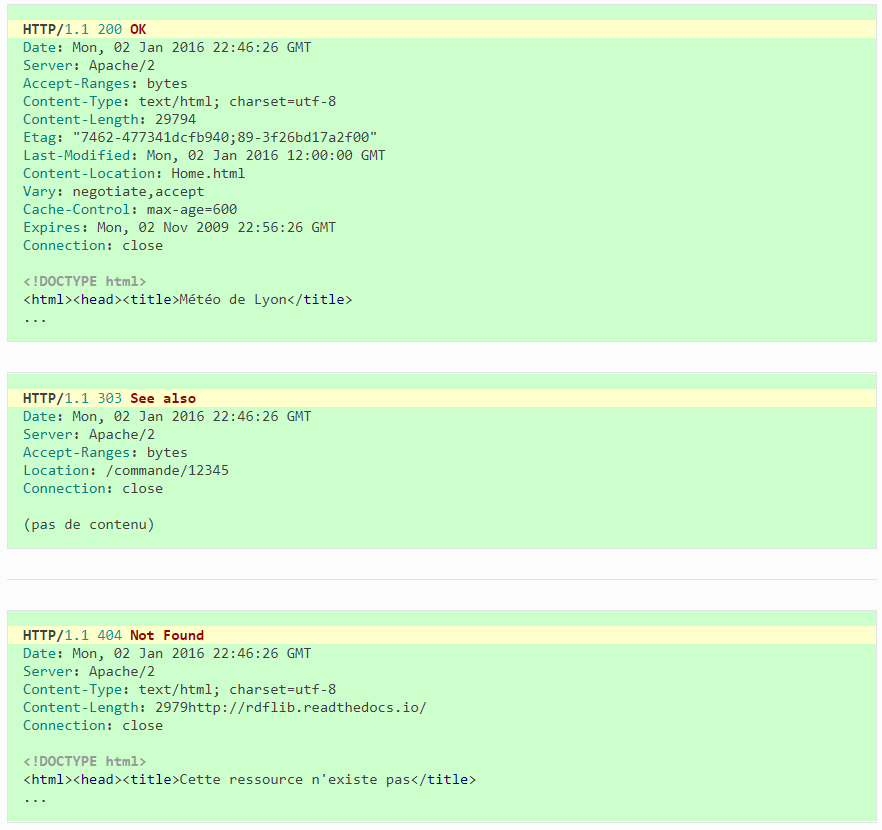 HTTP/1.1 200 OK
Date: Mon, 02 Jan 2016 22:46:26 GMT
Server: Apache/2
Accept-Ranges: bytes
Content-Type: text/html; charset=utf-8
Content-Length: 29794
Etag: "7462-477341dcfb940;89-3f26bd17a2f00"
Last-Modified: Mon, 02 Jan 2016 12:00:00 GMT
Content-Location: Home.html
Vary: negotiate,accept
Cache-Control: max-age=600
Expires: Mon, 02 Nov 2009 22:56:26 GMT
Connection: close
<!DOCTYPE html>
<html><head><title>Météo de Lyon</title>
...
HTTP/1.1 303 See also
Date: Mon, 02 Jan 2016 22:46:26 GMT
Server: Apache/2
Accept-Ranges: bytes
Location: /commande/12345
Connection: close
(pas de contenu)
HTTP/1.1 404 Not Found
Date: Mon, 02 Jan 2016 22:46:26 GMT
Server: Apache/2
Content-Type: text/html; charset=utf-8
Content-Length: 2979http://rdflib.readthedocs.io/
Connection: close
<!DOCTYPE html>
<html><head><title>Cette ressource n'existe pas</title>
...